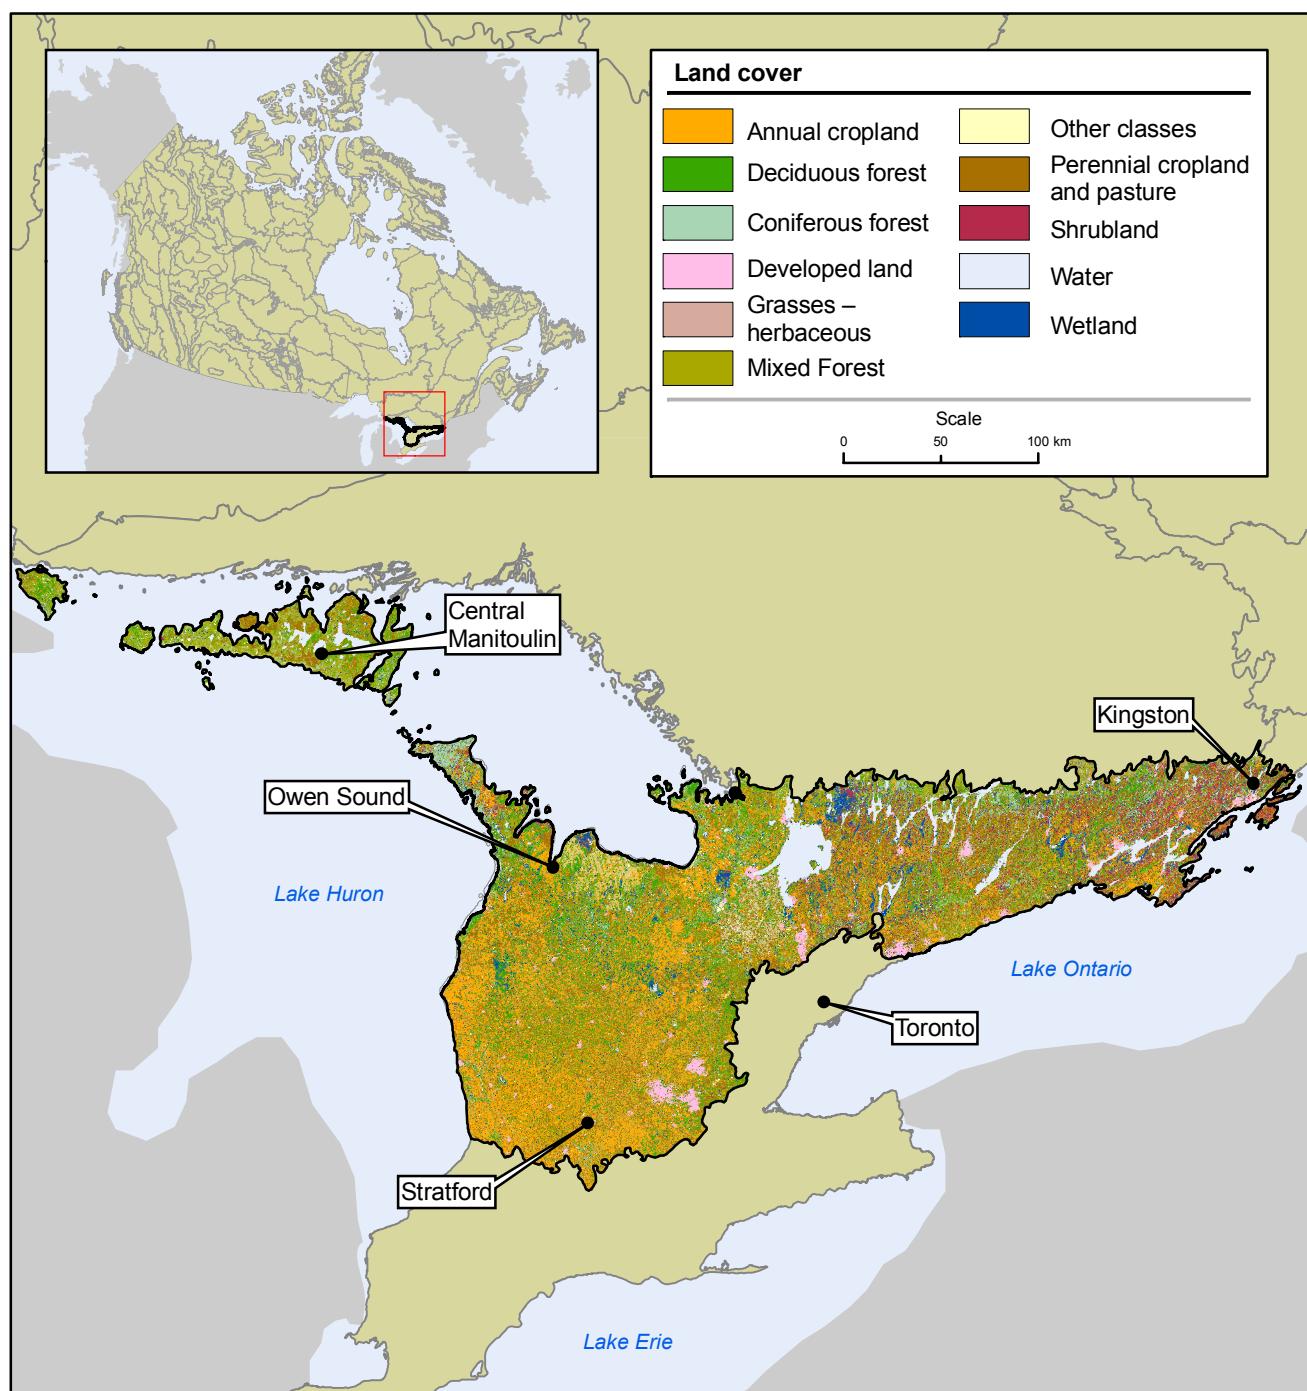 Land cover
Annual cropland
Deciduous forest
Coniferous forest
Developed land
Grasses –
herbaceous
Mixed Forest
Other classes
Perennial cropland
and pasture
Shrubland
Water
Wetland
Scale
0 50 100 km
Central
Manitoulin
Kingston
Owen Sound
Lake Huron
Lake Ontario
Toronto
Stratford
Lake Erie